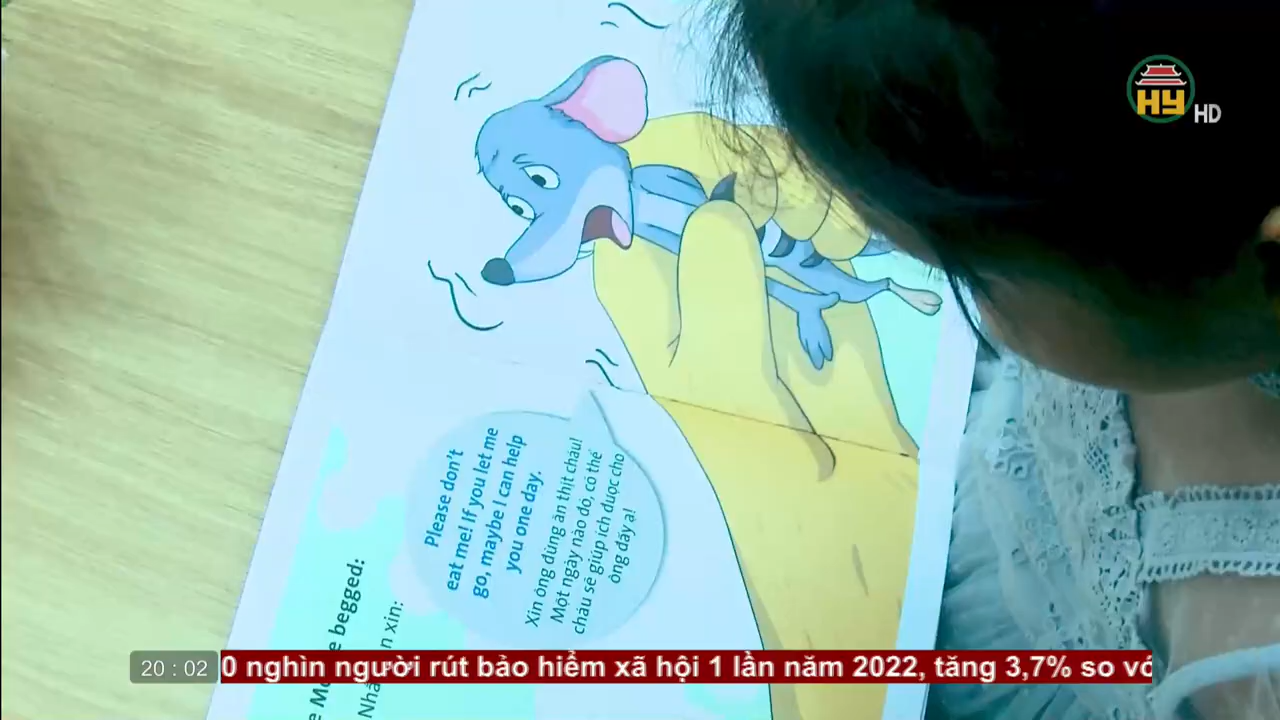 HY HD
e begged:
n xin:
Please don't
eat me! If you let me
go, maybe I can help
you one day.
Xin ông đừng ăn thịt cháu!
Một ngày nào đó, có thể
cháu sẽ giúp ích được cho
ông đấy ạ!
20 : 02
0 nghìn người rút bảo hiểm xã hội 1 lần năm 2022, tăng 3,7% so vớ